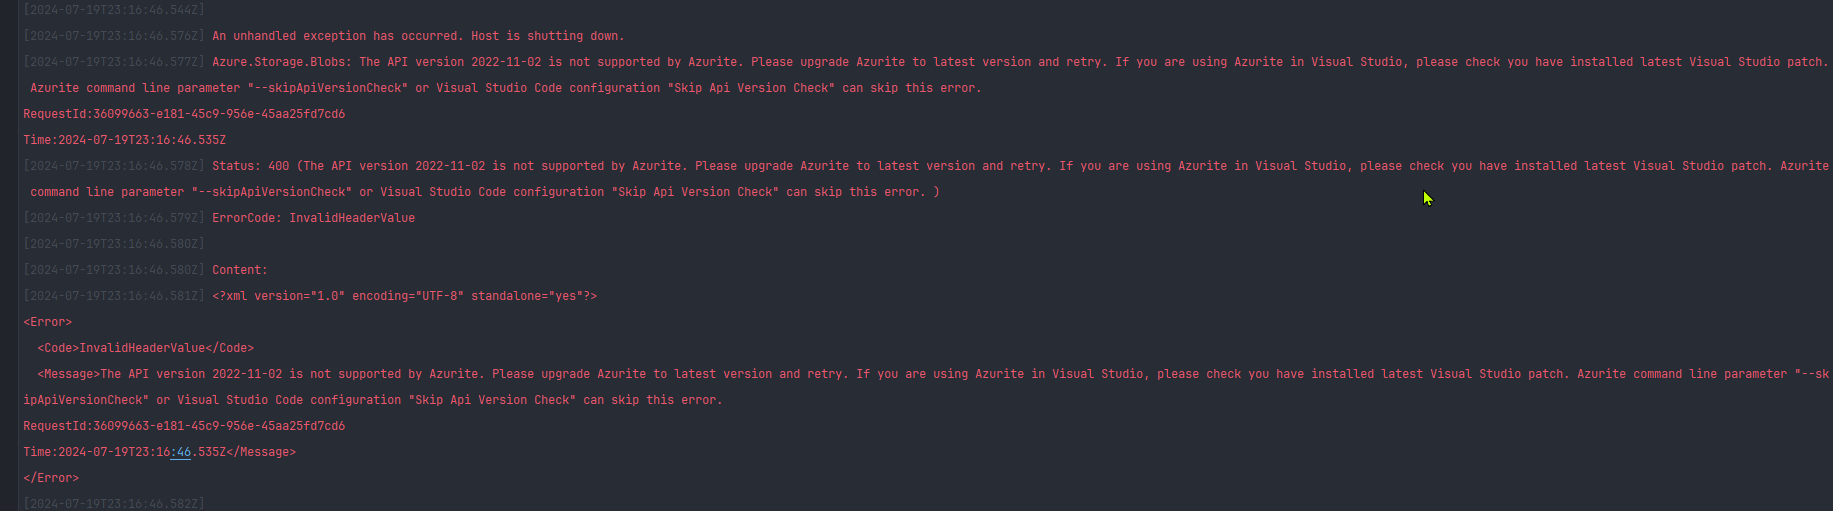 [2024-07-19T23:16:46.544Z]
[2024-07-19T23:16:46.576Z] An unhandled exception has occurred. Host is shutting down.
[2024-07-19T23:16:46.577Z] Azure.Storage.Blobs: The API version 2022-11-02 is not supported by Azurite. Please upgrade Azurite to latest version and retry. If you are using Azurite in Visual Studio, please check you have installed latest Visual Studio patch.
 Azurite command line parameter "--skipApiVersionCheck" or Visual Studio Code configuration "Skip Api Version Check" can skip this error.
RequestId:36099663-e181-45c9-956e-45aa25fd7cd6
Time:2024-07-19T23:16:46.535Z
[2024-07-19T23:16:46.578Z] Status: 400 (The API version 2022-11-02 is not supported by Azurite. Please upgrade Azurite to latest version and retry. If you are using Azurite in Visual Studio, please check you have installed latest Visual Studio patch. Azurite
 command line parameter "--skipApiVersionCheck" or Visual Studio Code configuration "Skip Api Version Check" can skip this error. )
[2024-07-19T23:16:46.579Z] ErrorCode: InvalidHeaderValue
[2024-07-19T23:16:46.580Z]
[2024-07-19T23:16:46.580Z] Content:
[2024-07-19T23:16:46.581Z] <?xml version="1.0" encoding="UTF-8" standalone="yes"?>
<Error>
  <Code>InvalidHeaderValue</Code>
  <Message>The API version 2022-11-02 is not supported by Azurite. Please upgrade Azurite to latest version and retry. If you are using Azurite in Visual Studio, please check you have installed latest Visual Studio patch. Azurite command line parameter "--sk
ipApiVersionCheck" or Visual Studio Code configuration "Skip Api Version Check" can skip this error.
RequestId:36099663-e181-45c9-956e-45aa25fd7cd6
Time:2024-07-19T23:16:46.535Z</Message>
</Error>
[2024-07-19T23:16:46.582Z]